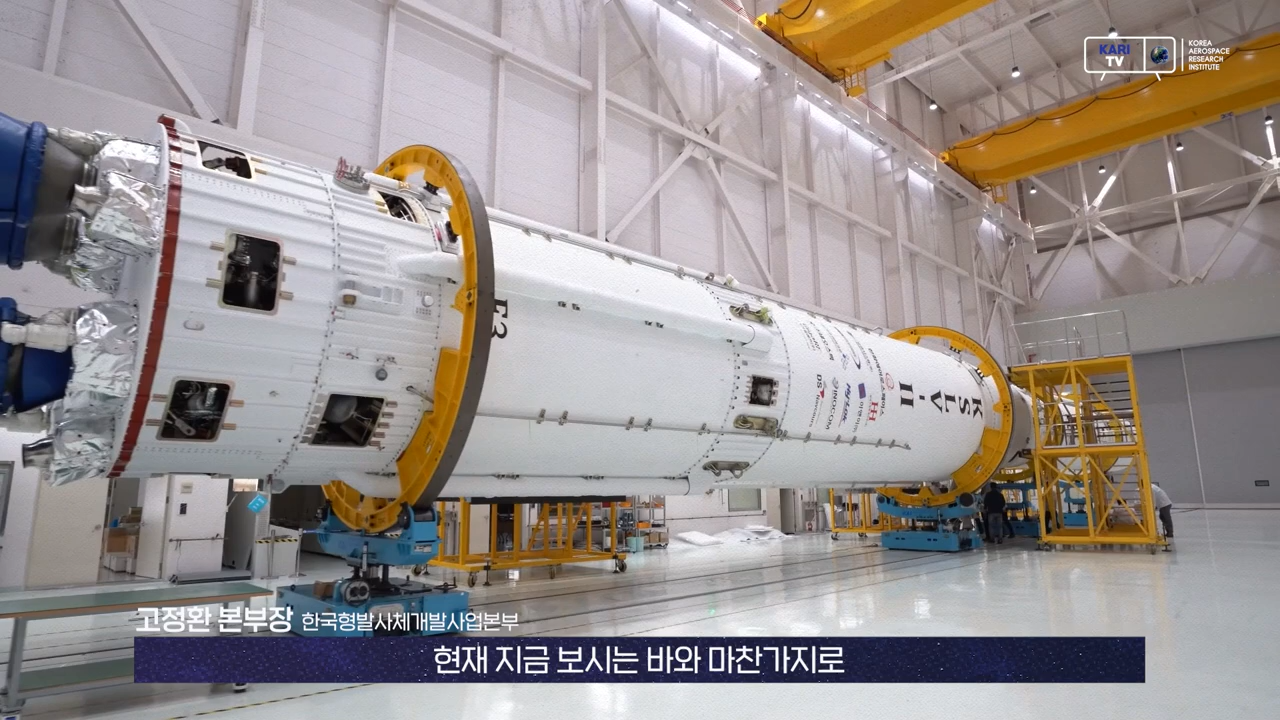 KARI
TV
KOREA
AEROSPACE
RESEARCH
INSTITUTE
F3
KSLV-II
INOCOM
DS
고정환 본부장 한국형발사체개발사업본부
현재 지금 보시는 바와 마찬가지로